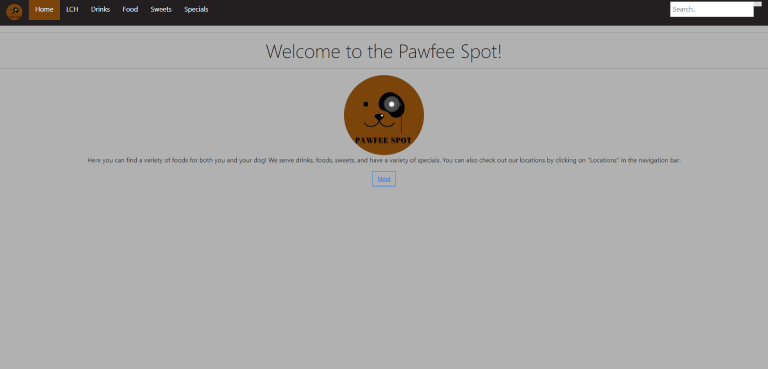 Home LCH Drinks Food Sweets Specials Search..
Welcome to the Pawfee Spot!
PAWFEE SPOT
Here you can find a variety of foods for both you and your dog! We serve drinks, foods, sweets, and have a variety of specials. You can also check out our locations by clicking on "Locations" in the navigation bar.
Next